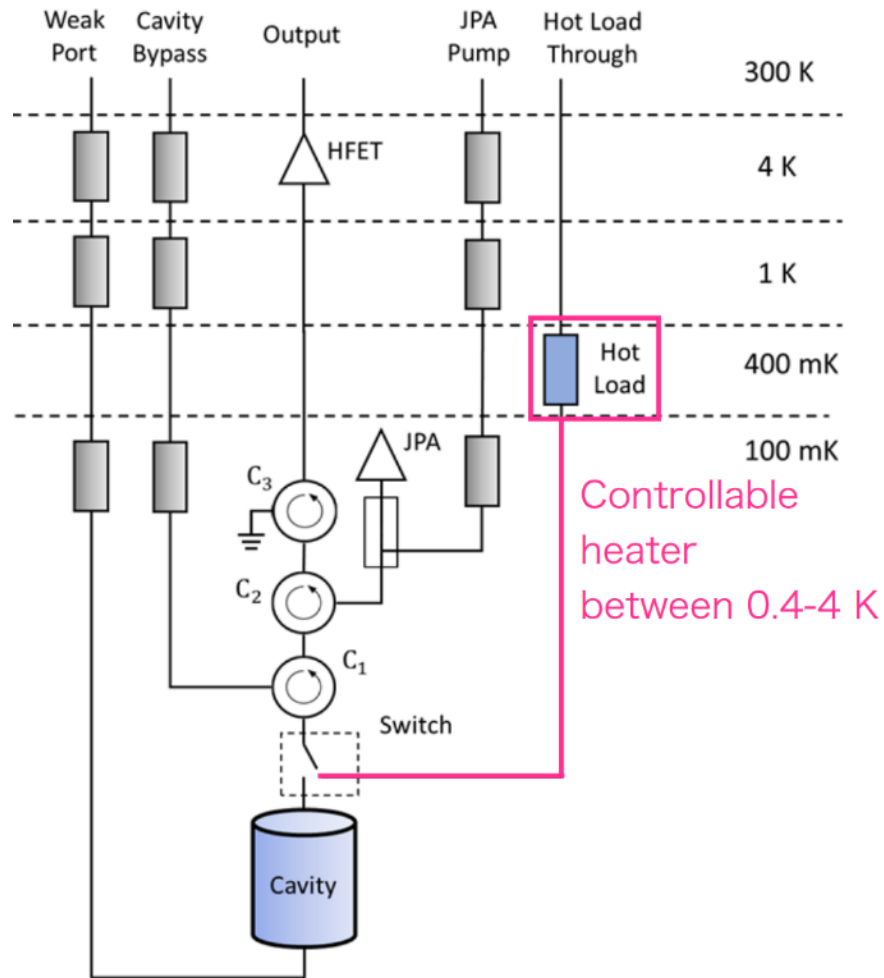 Weak
Port
Cavity
Bypass
Output
JPA
Pump
Hot Load
Through
300 K
HFET
4 K
1 K
Hot
Load
400 mK
JPA
100 mK
C₃
Controllable
heater
between 0.4-4 K
C₂
C₁
Switch
Cavity